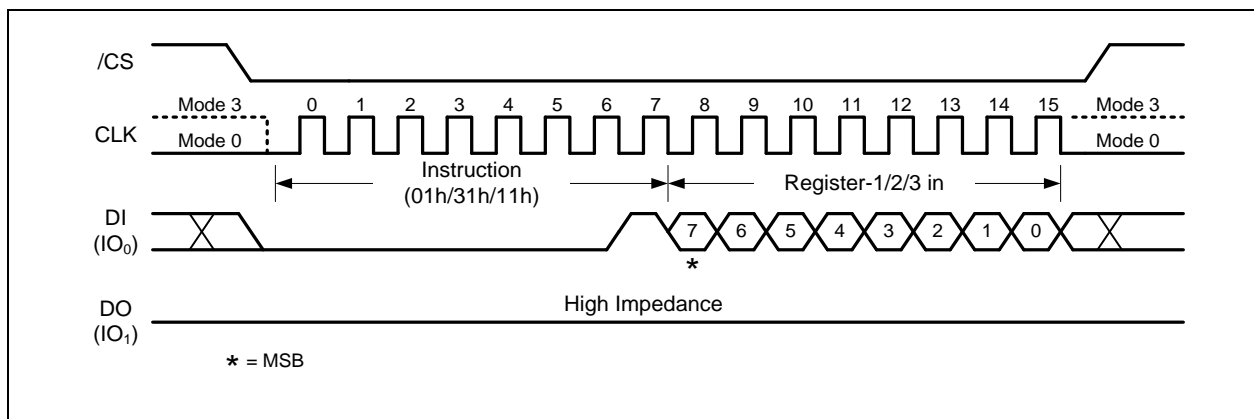 /CS
Mode 3 0 1 2 3 4 5 6 7 8 9 10 11 12 13 14 15 Mode 3
CLK Mode 0 Mode 0
Instruction
(01h/31h/11h) Register-1/2/3 in
DI
(IO₀) 7 6 5 4 3 2 1 0
*
DO High Impedance
(IO₁)
* = MSB